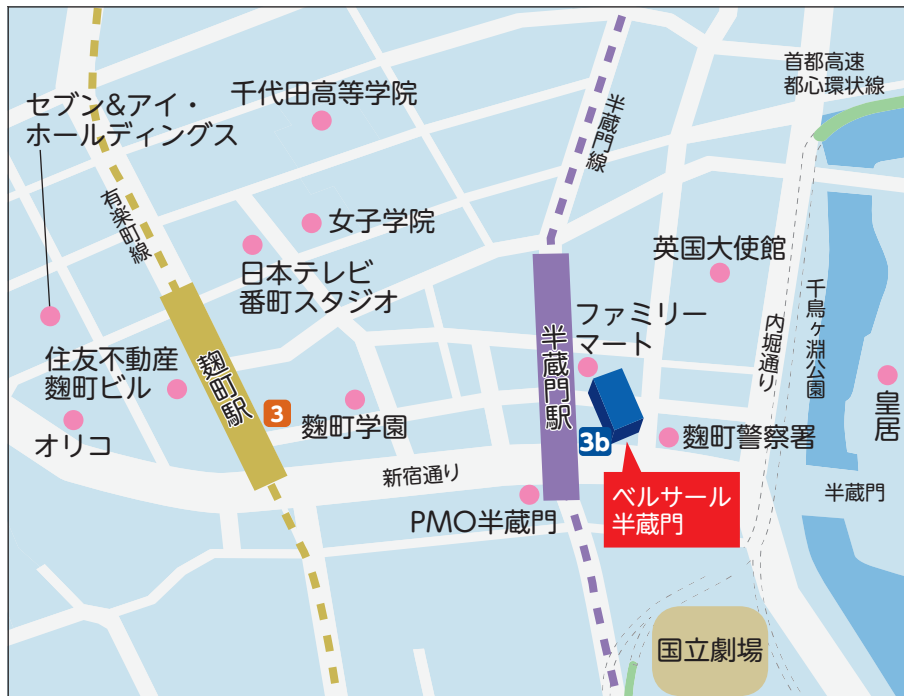 首都高速
都心環状線
セブン&アイ・
ホールディングス
千代田高等学院
半蔵門線
有楽町線
女子学院
日本テレビ
番町スタジオ
英国大使館
千鳥ヶ淵公園
内堀通り
ファミリー
マート
半蔵門駅
麴町駅
住友不動産
麴町ビル
オリコ
3
麴町学園
3b
麴町警察署
皇居
新宿通り
ベルサール
半蔵門
半蔵門
PMO半蔵門
国立劇場